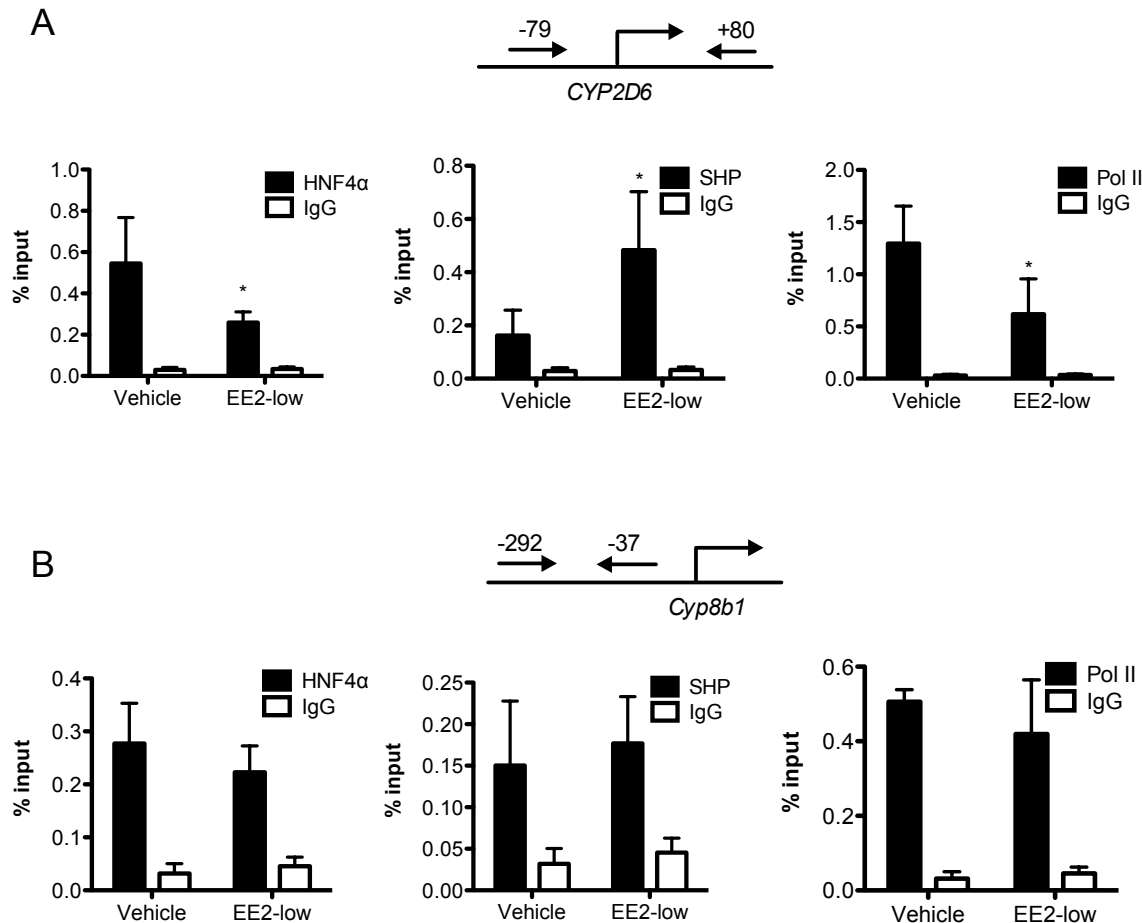 A
-79
+80
CYP2D6
HNF4α
IgG
% input
1.0
0.8
0.6
0.4
0.2
0.0
Vehicle
EE2-low
*
SHP
IgG
% input
0.8
0.6
0.4
0.2
0.0
Vehicle
EE2-low
*
Pol II
IgG
% input
2.0
1.5
1.0
0.5
0.0
Vehicle
EE2-low
*
B
-292
-37
Cyp8b1
HNF4α
IgG
% input
0.4
0.3
0.2
0.1
0.0
Vehicle
EE2-low
SHP
IgG
% input
0.25
0.20
0.15
0.10
0.05
0.00
Vehicle
EE2-low
Pol II
IgG
% input
0.6
0.4
0.2
0.0
Vehicle
EE2-low